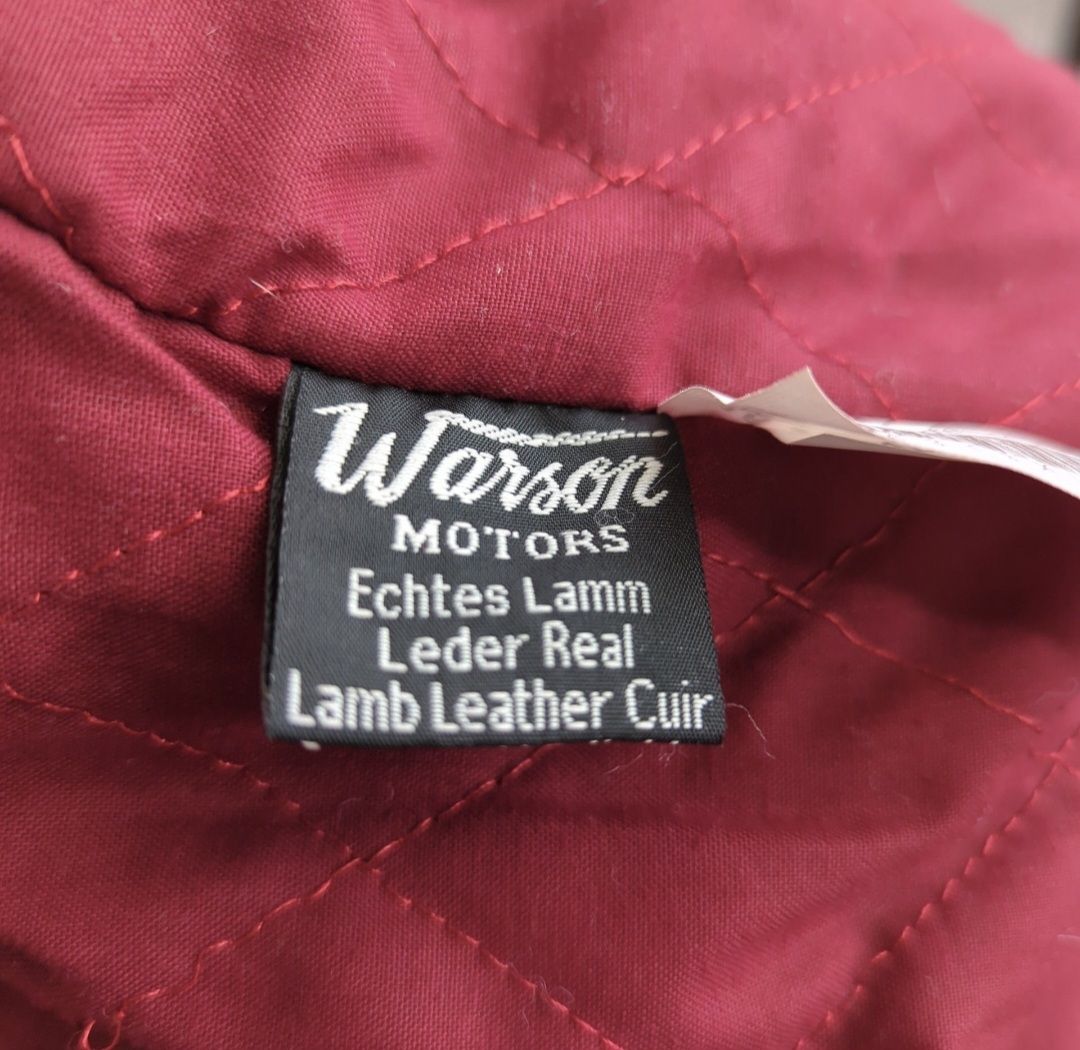 Warson
MOTORS
Echtes Lamm
Leder Real
Lamb Leather Cuir